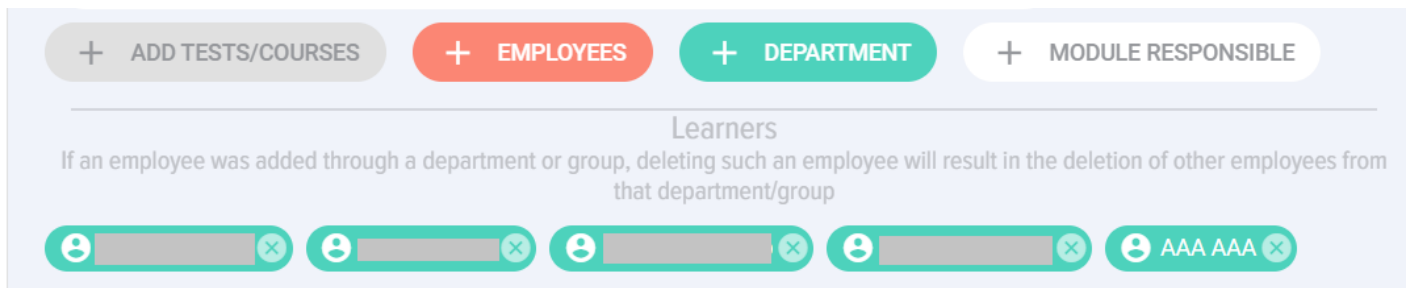 + ADD TESTS/COURSES + EMPLOYEES + DEPARTMENT + MODULE RESPONSIBLE
Learners
If an employee was added through a department or group, deleting such an employee will result in the deletion of other employees from
that department/group
AAA AAA